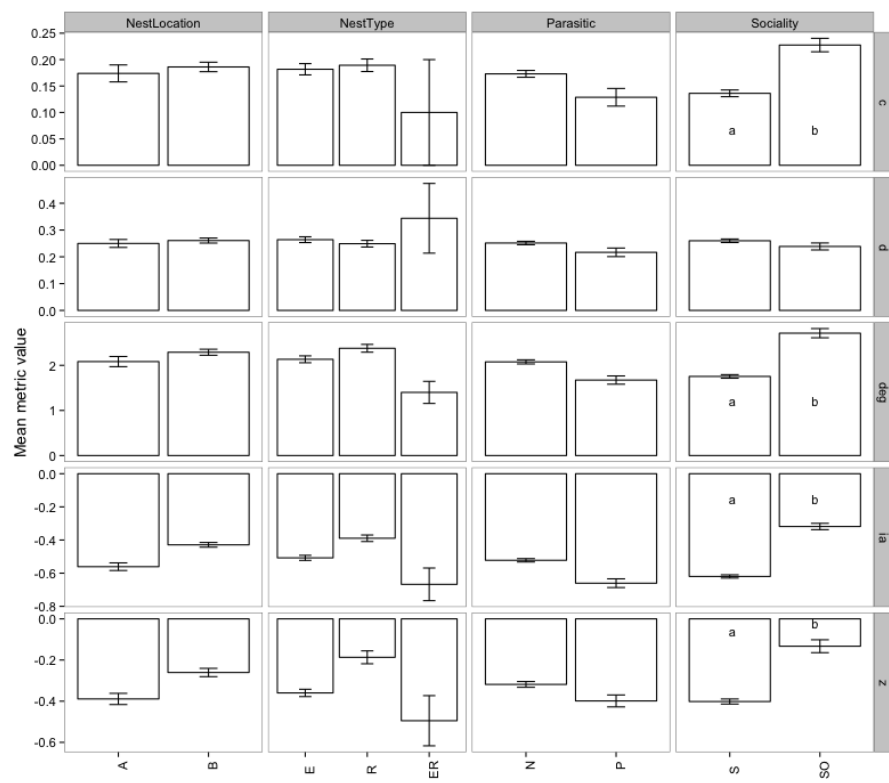 NestLocation NestType Parasitic Sociality
0.25
0.20
0.15
0.10
0.05
0.00
a b
c
0.4
0.3
0.2
0.1
0.0
d
Mean metric value
2
1
0
a b
deg
0.0
-0.2
-0.4
-0.6
-0.8
a b
ia
0.0
-0.2
-0.4
-0.6
a b
z
A B E R ER N P S SO